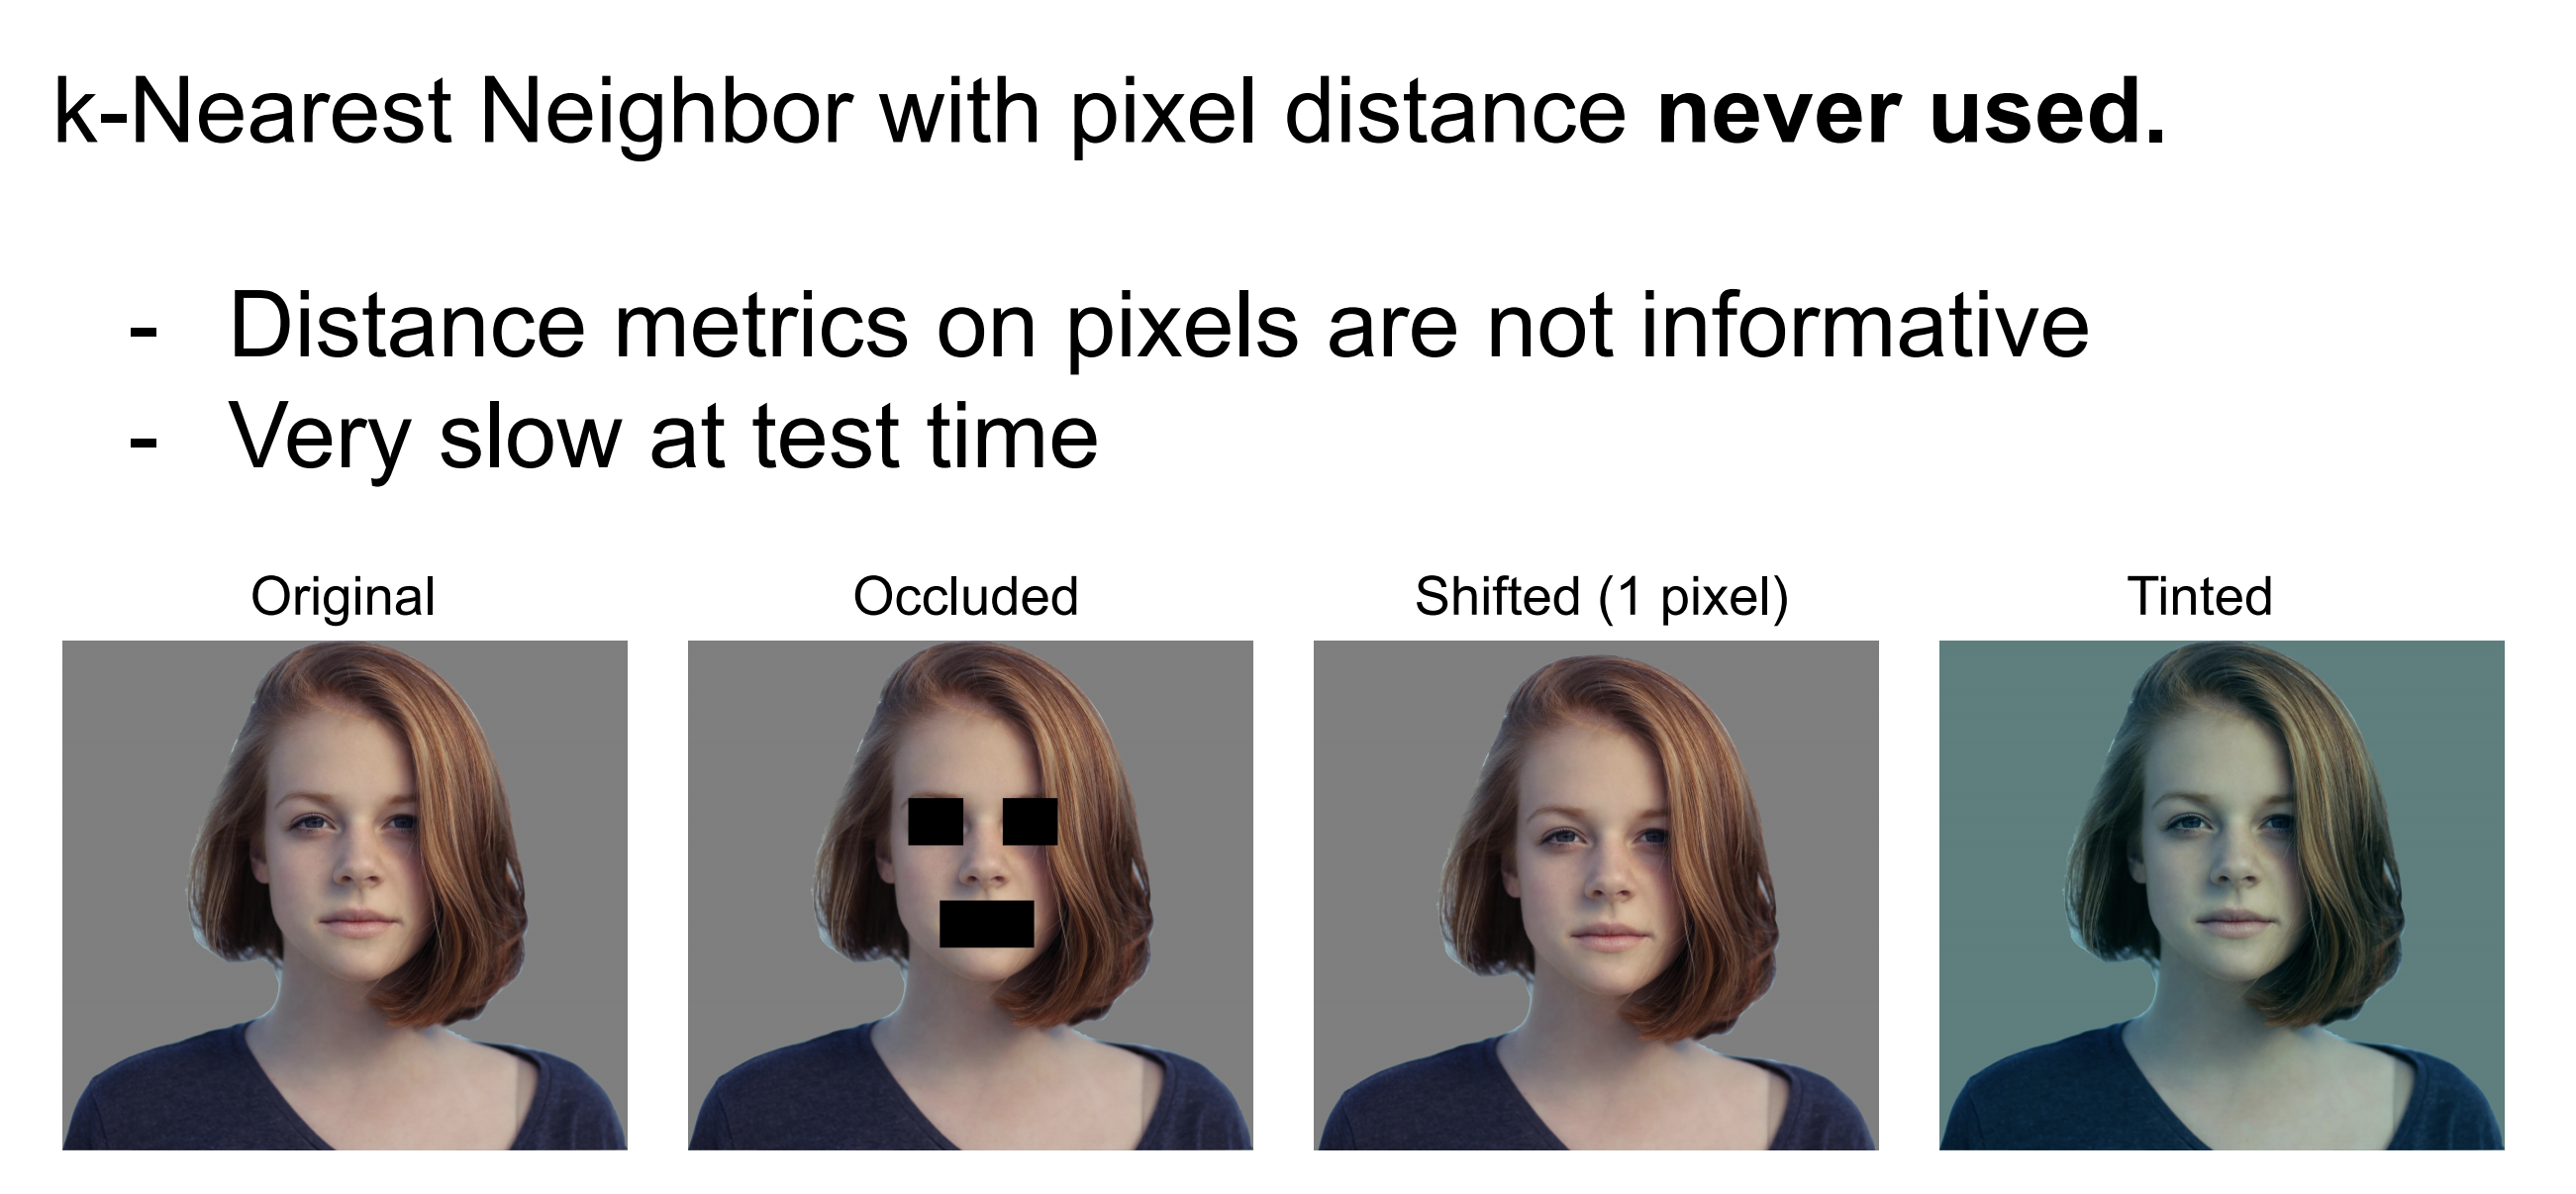 k-Nearest Neighbor with pixel distance never used.
- Distance metrics on pixels are not informative
- Very slow at test time
Original Occluded Shifted (1 pixel) Tinted